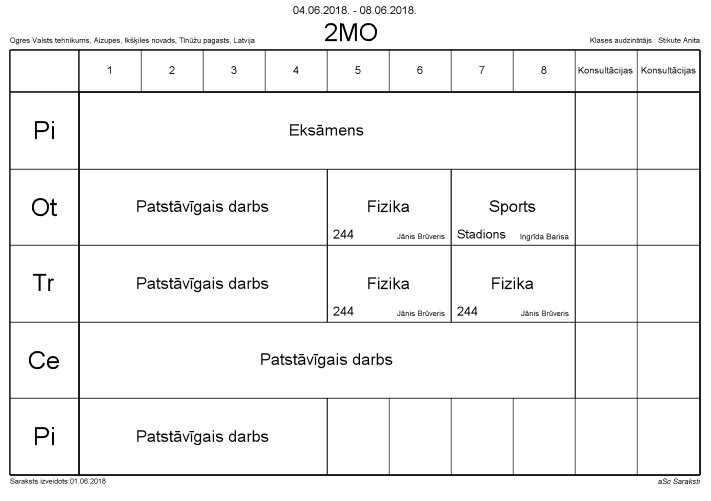 04.06.2018. - 08.06.2018.
2MO
Ogres Valsts tehnikums, Aizupes, Ikšķiles novads, Tīnūžu pagasts, Latvija
Klases audzinātājs : Stikute Anita
1 2 3 4 5 6 7 8 Konsultācijas Konsultācijas
Pi
Eksāmens
Ot
Patstāvīgais darbs
Fizika
244 Jānis Brūveris
Sports
Stadions Ingrīda Barisa
Tr
Patstāvīgais darbs
Fizika
244 Jānis Brūveris
Fizika
244 Jānis Brūveris
Ce
Patstāvīgais darbs
Pi
Patstāvīgais darbs
Saraksts izveidots:01.06.2018
aSc Saraksti